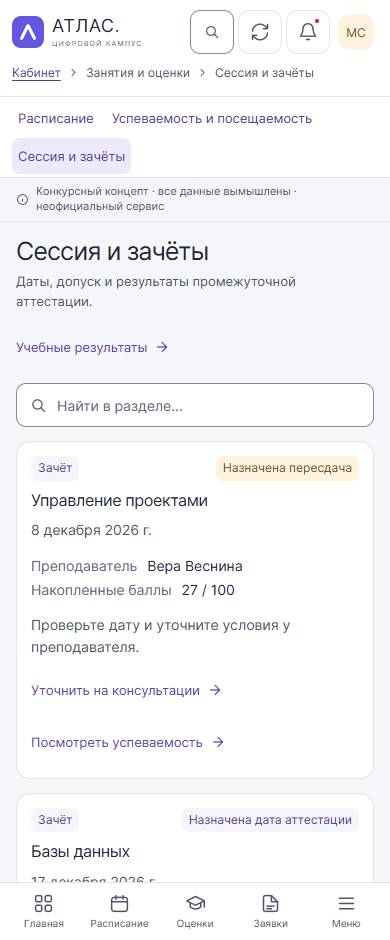 АТЛАС.
ЦИФРОВОЙ КАМПУС
МС
Кабинет > Занятия и оценки > Сессия и зачёты
Расписание Успеваемость и посещаемость
Сессия и зачёты
Конкурсный концепт · все данные вымышлены ·
неофициальный сервис
Сессия и зачёты
Даты, допуск и результаты промежуточной
аттестации.
Учебные результаты →
Найти в разделе...
Зачёт Назначена пересдача
Управление проектами
8 декабря 2026 г.
Преподаватель Вера Веснина
Накопленные баллы 27 / 100
Проверьте дату и уточните условия у
преподавателя.
Уточнить на консультации →
Посмотреть успеваемость →
Зачёт Назначена дата аттестации
Базы данных
17 декабря 2026 г.
Главная Расписание Оценки Заявки Меню